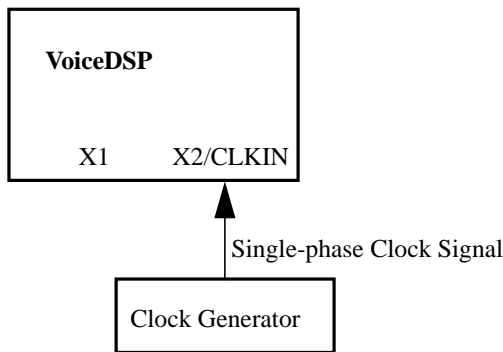 VoiceDSP
X1 X2/CLKIN
Single-phase Clock Signal
Clock Generator